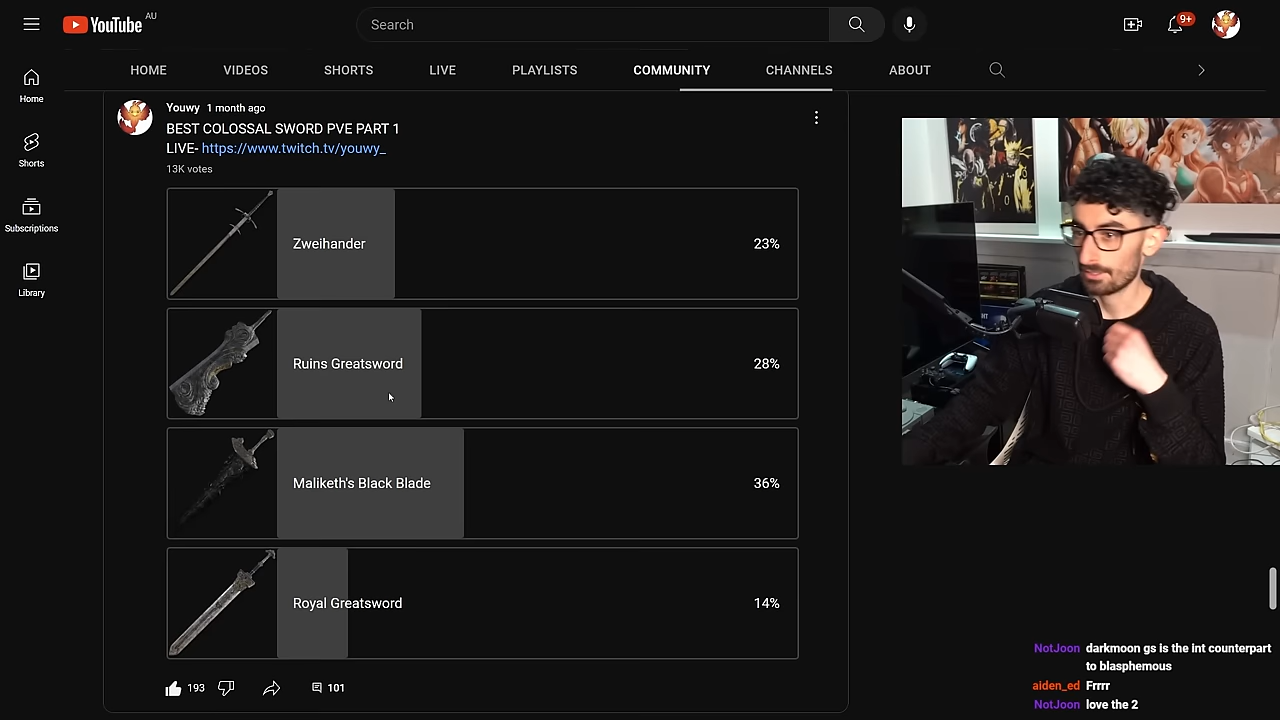 YouTube AU
Search
9+
HOME VIDEOS SHORTS LIVE PLAYLISTS COMMUNITY CHANNELS ABOUT
Home
Shorts
Subscriptions
Library
Youwy 1 month ago
BEST COLOSSAL SWORD PVE PART 1
LIVE- https://www.twitch.tv/youwy_
13K votes
Zweihander 23%
Ruins Greatsword 28%
Maliketh's Black Blade 36%
Royal Greatsword 14%
193 101
NotJoon darkmoon gs is the int counterpart
to blasphemous
aiden_ed Frrrr
NotJoon love the 2